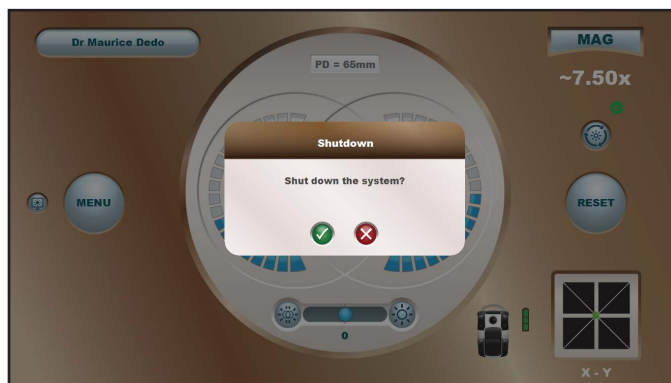 Dr Maurice Dedo
PD = 65mm
MAG
~7.50x
Shutdown
Shut down the system?
MENU
RESET
0
X - Y